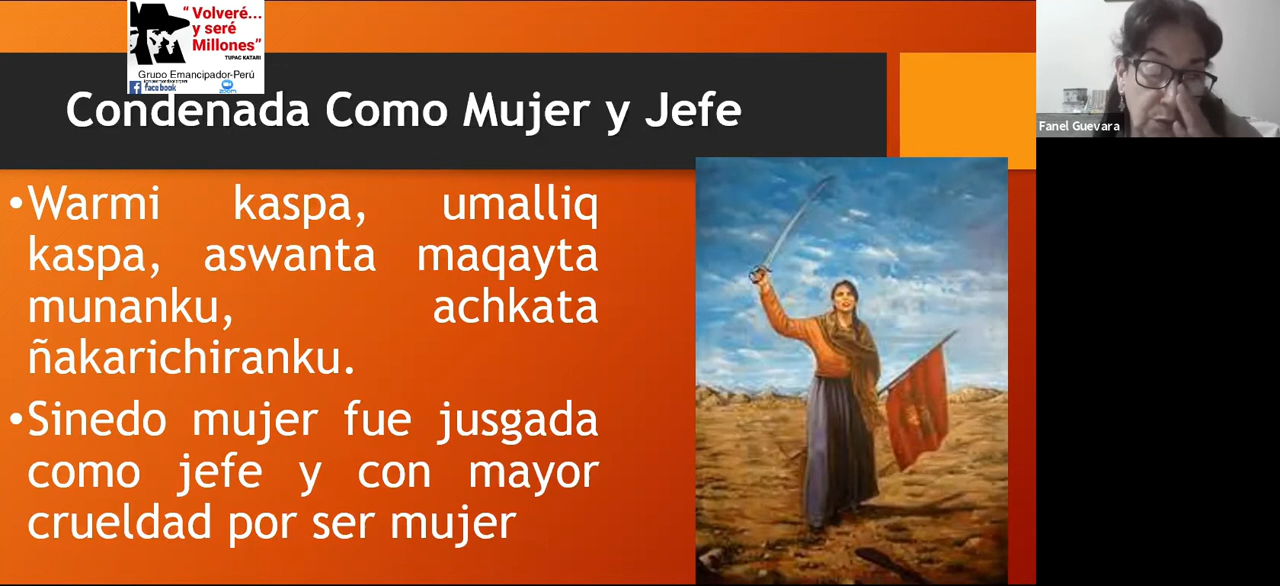 “Volveré...
y seré
Millones”
TUPAC KATARI
Grupo Emancipador-Perú
facebook
zoom
Condenada Como Mujer y Jefe
•Warmi kaspa, umalliq
kaspa, aswanta maqayta
munanku, achkata
ñakarichiranku.
•Sinedo mujer fue jusgada
como jefe y con mayor
crueldad por ser mujer
Fanel Guevara